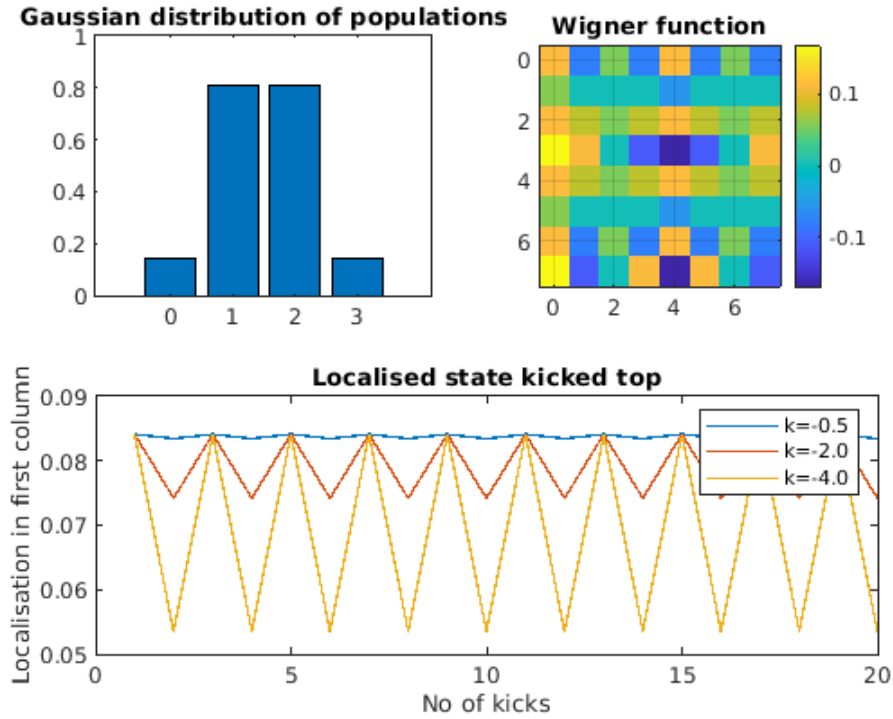 Gaussian distribution of populations
1
0.8
0.6
0.4
0.2
0
0 1 2 3
Wigner function
0
2
4
6
0 2 4 6
0.1
0
-0.1
Localised state kicked top
Localisation in first column
0.09
0.08
0.07
0.06
0.05
0 5 10 15 20
No of kicks
k=-0.5
k=-2.0
k=-4.0